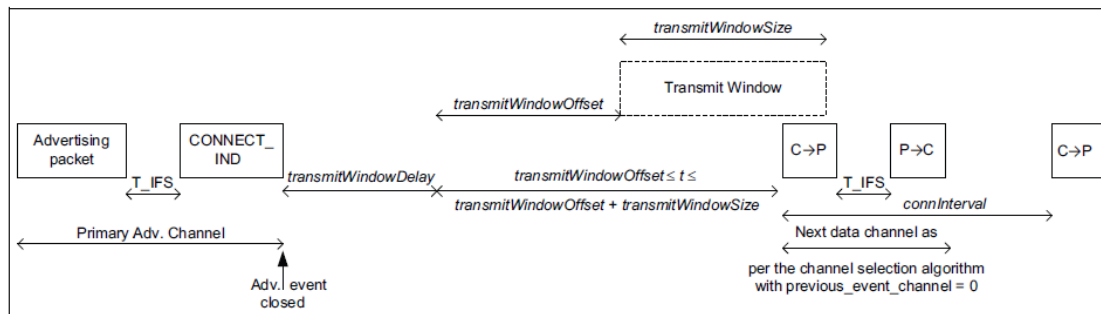 transmitWindowSize
Transmit Window
transmitWindowOffset
Advertising
packet
CONNECT_
IND
C→P
P→C
C→P
T_IFS
transmitWindowDelay
transmitWindowOffset ≤ t ≤
transmitWindowOffset + transmitWindowSize
T_IFS
connInterval
Primary Adv. Channel
Next data channel as
per the channel selection algorithm
with previous_event_channel = 0
Adv. event
closed